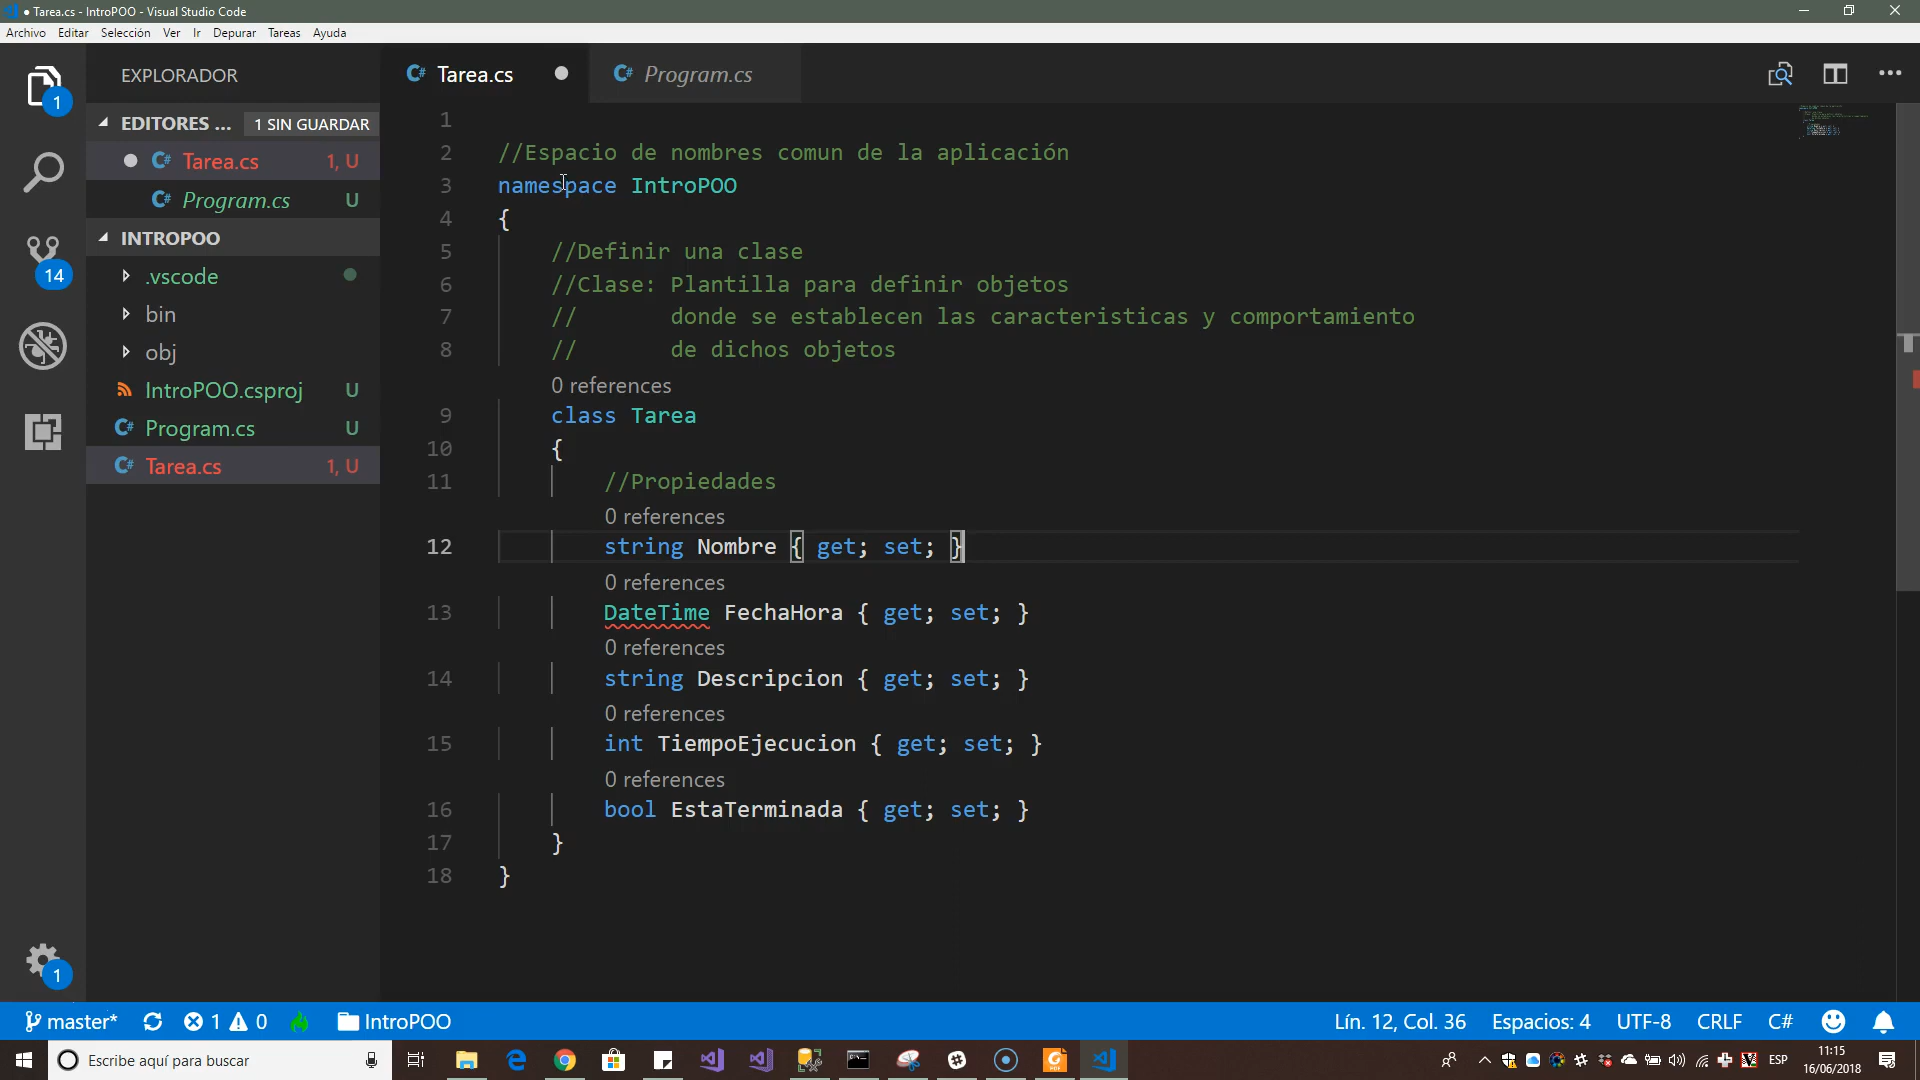 Tarea.cs - IntroPOO - Visual Studio Code
Archivo Editar Selección Ver Ir Depurar Tareas Ayuda
EXPLORADOR
EDITORES ... 1 SIN GUARDAR
Tarea.cs 1, U
Program.cs U
INTROPOO
.vscode
bin
obj
IntroPOO.csproj U
Program.cs U
Tarea.cs 1, U
1
14
1
Tarea.cs Program.cs
1
2 //Espacio de nombres comun de la aplicación
3 namespace IntroPOO
4 {
5 //Definir una clase
6 //Clase: Plantilla para definir objetos
7 // donde se establecen las caracteristicas y comportamiento
8 // de dichos objetos
0 references
9 class Tarea
10 {
11 //Propiedades
0 references
12 string Nombre { get; set; }
0 references
13 DateTime FechaHora { get; set; }
0 references
14 string Descripcion { get; set; }
0 references
15 int TiempoEjecucion { get; set; }
0 references
16 bool EstaTerminada { get; set; }
17 }
18 }
master* 1 0 IntroPOO Lín. 12, Col. 36 Espacios: 4 UTF-8 CRLF C#
Escribe aquí para buscar ESP 11:15
16/06/2018